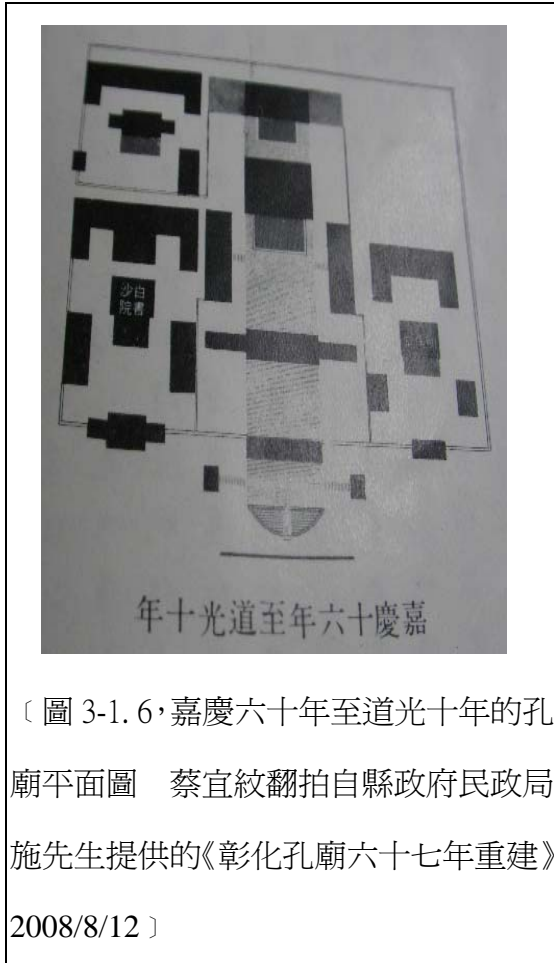 白沙
書院
嘉慶十六年至道光十年
﹝圖 3-1.6,嘉慶六十年至道光十年的孔
廟平面圖　蔡宜紋翻拍自縣政府民政局
施先生提供的《彰化孔廟六十七年重建》
2008/8/12﹞